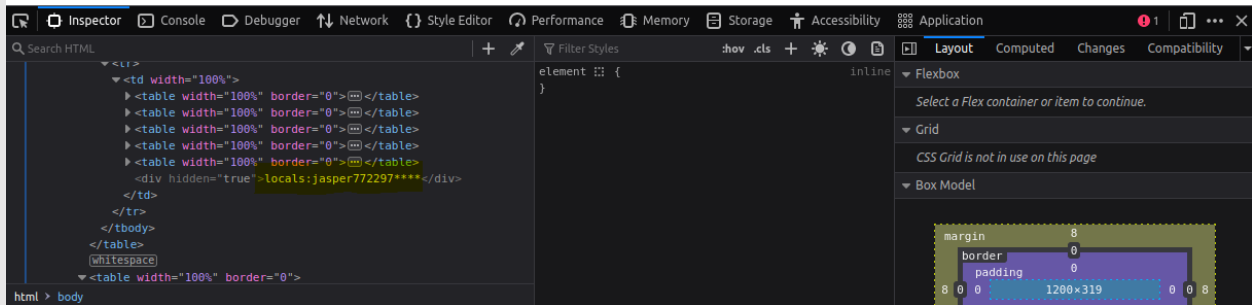 Inspector Console Debugger Network {} Style Editor Performance Memory Storage Accessibility Application 1
Search HTML
<tr>
<td width="100%">
<table width="100%" border="0"></table>
<table width="100%" border="0"></table>
<table width="100%" border="0"></table>
<table width="100%" border="0"></table>
<table width="100%" border="0"></table>
<div hidden="true">locals:jasper772297****</div>
</td>
</tr>
</tbody>
</table>
whitespace
<table width="100%" border="0">
html > body
Filter Styles :hov .cls
element { inline
}
Layout Computed Changes Compatibility
Flexbox
Select a Flex container or item to continue.
Grid
CSS Grid is not in use on this page
Box Model
margin 8
border 0
padding 0
8 0 0 1200×319 0 0 8